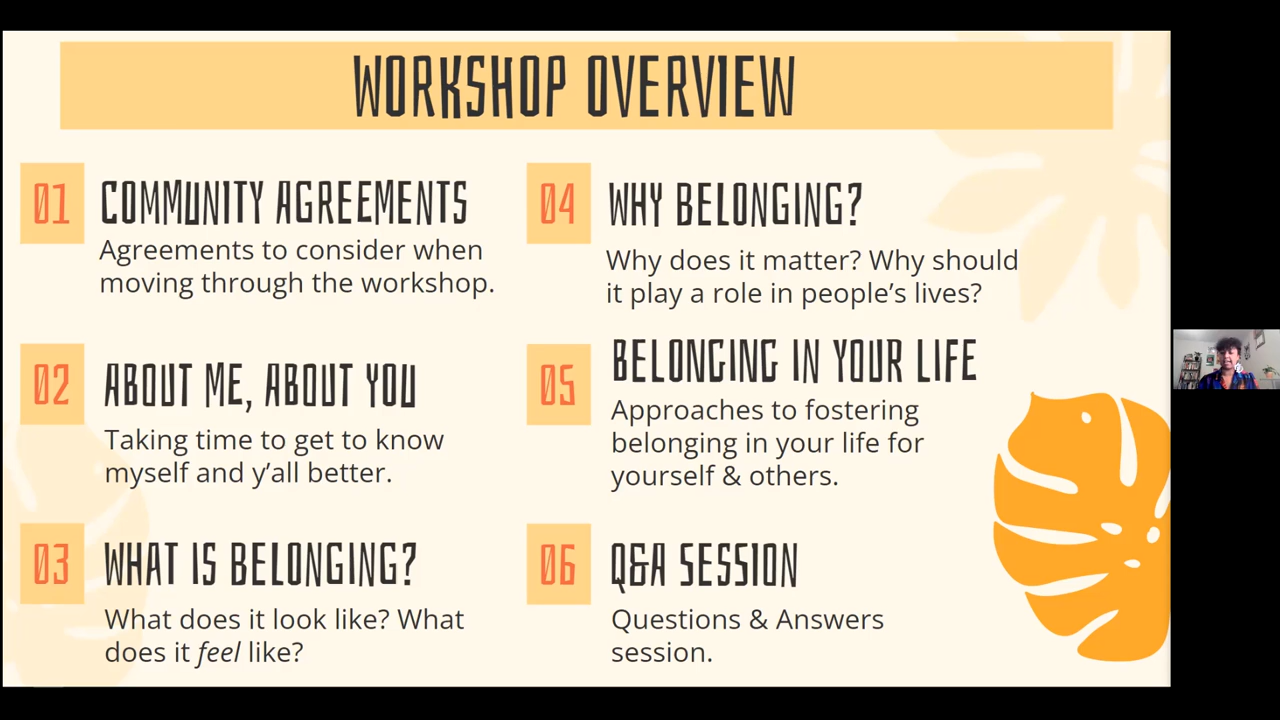 WORKSHOP OVERVIEW
01
COMMUNITY AGREEMENTS
Agreements to consider when
moving through the workshop.
02
ABOUT ME, ABOUT YOU
Taking time to get to know
myself and y’all better.
03
WHAT IS BELONGING?
What does it look like? What
does it feel like?
04
WHY BELONGING?
Why does it matter? Why should
it play a role in people’s lives?
05
BELONGING IN YOUR LIFE
Approaches to fostering
belonging in your life for
yourself & others.
06
Q&A SESSION
Questions & Answers
session.